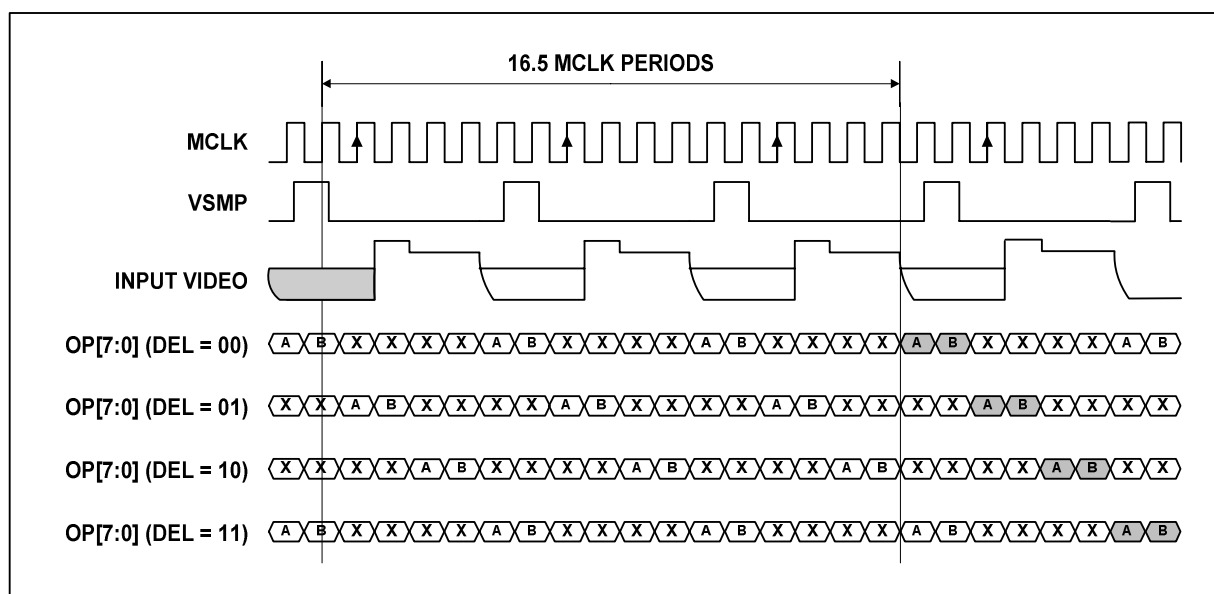 16.5 MCLK PERIODS
MCLK
VSMP
INPUT VIDEO
OP[7:0] (DEL = 00) A B X X X X A B X X X X A B X X X X A B X X X X A B
OP[7:0] (DEL = 01) X X A B X X X X A B X X X X A B X X X X A B X X X X
OP[7:0] (DEL = 10) X X X X A B X X X X A B X X X X A B X X X X A B X X
OP[7:0] (DEL = 11) A B X X X X A B X X X X A B X X X X A B X X X X A B